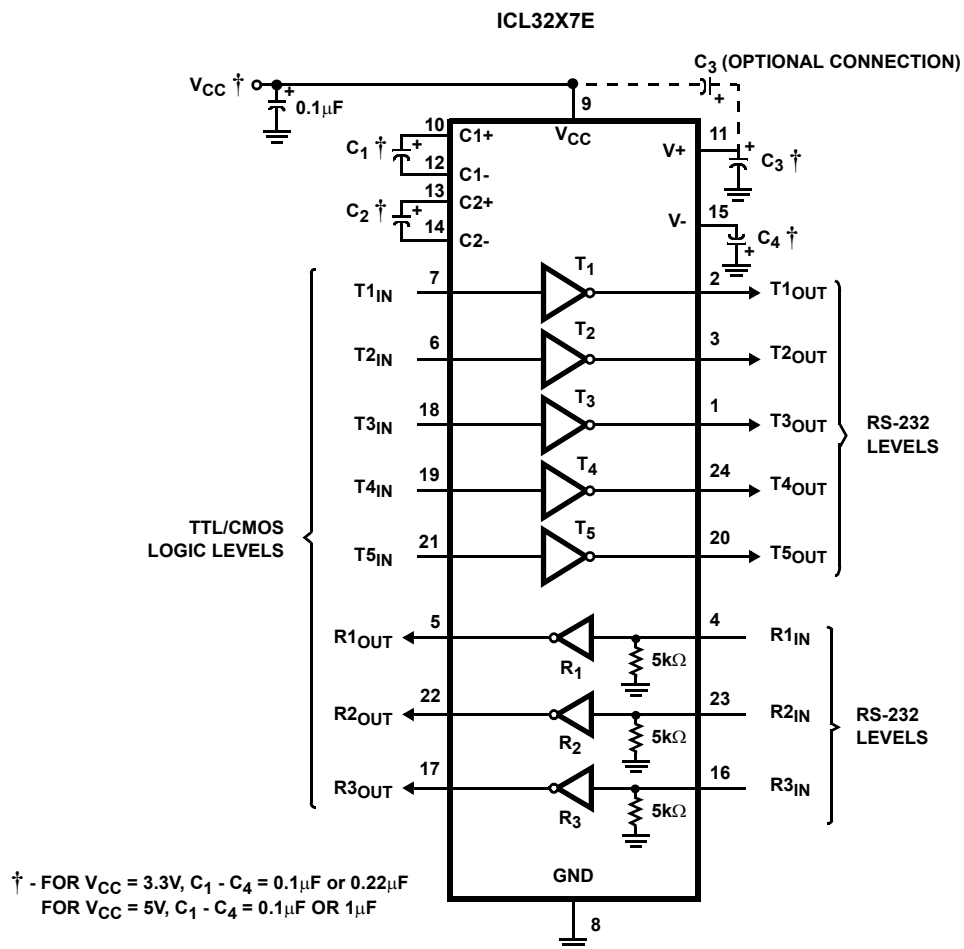 ICL32X7E
C3 (OPTIONAL CONNECTION)
VCC †
+
0.1μF
+
9
VCC
10
C1+
C1 †
+
12
C1-
11
V+
+
C3 †
13
C2+
C2 †
+
14
C2-
15
V-
C4 †
+
T1
7
2
T1IN
T1OUT
T2
6
3
T2IN
T2OUT
T3
18
1
T3IN
T3OUT
RS-232
LEVELS
T4
19
24
T4IN
T4OUT
TTL/CMOS
LOGIC LEVELS
T5
21
20
T5IN
T5OUT
5
4
R1OUT
R1IN
R1
5kΩ
22
23
R2OUT
R2IN
R2
5kΩ
RS-232
LEVELS
17
16
R3OUT
R3IN
R3
5kΩ
GND
8
† - FOR VCC = 3.3V, C1 - C4 = 0.1μF or 0.22μF
FOR VCC = 5V, C1 - C4 = 0.1μF OR 1μF